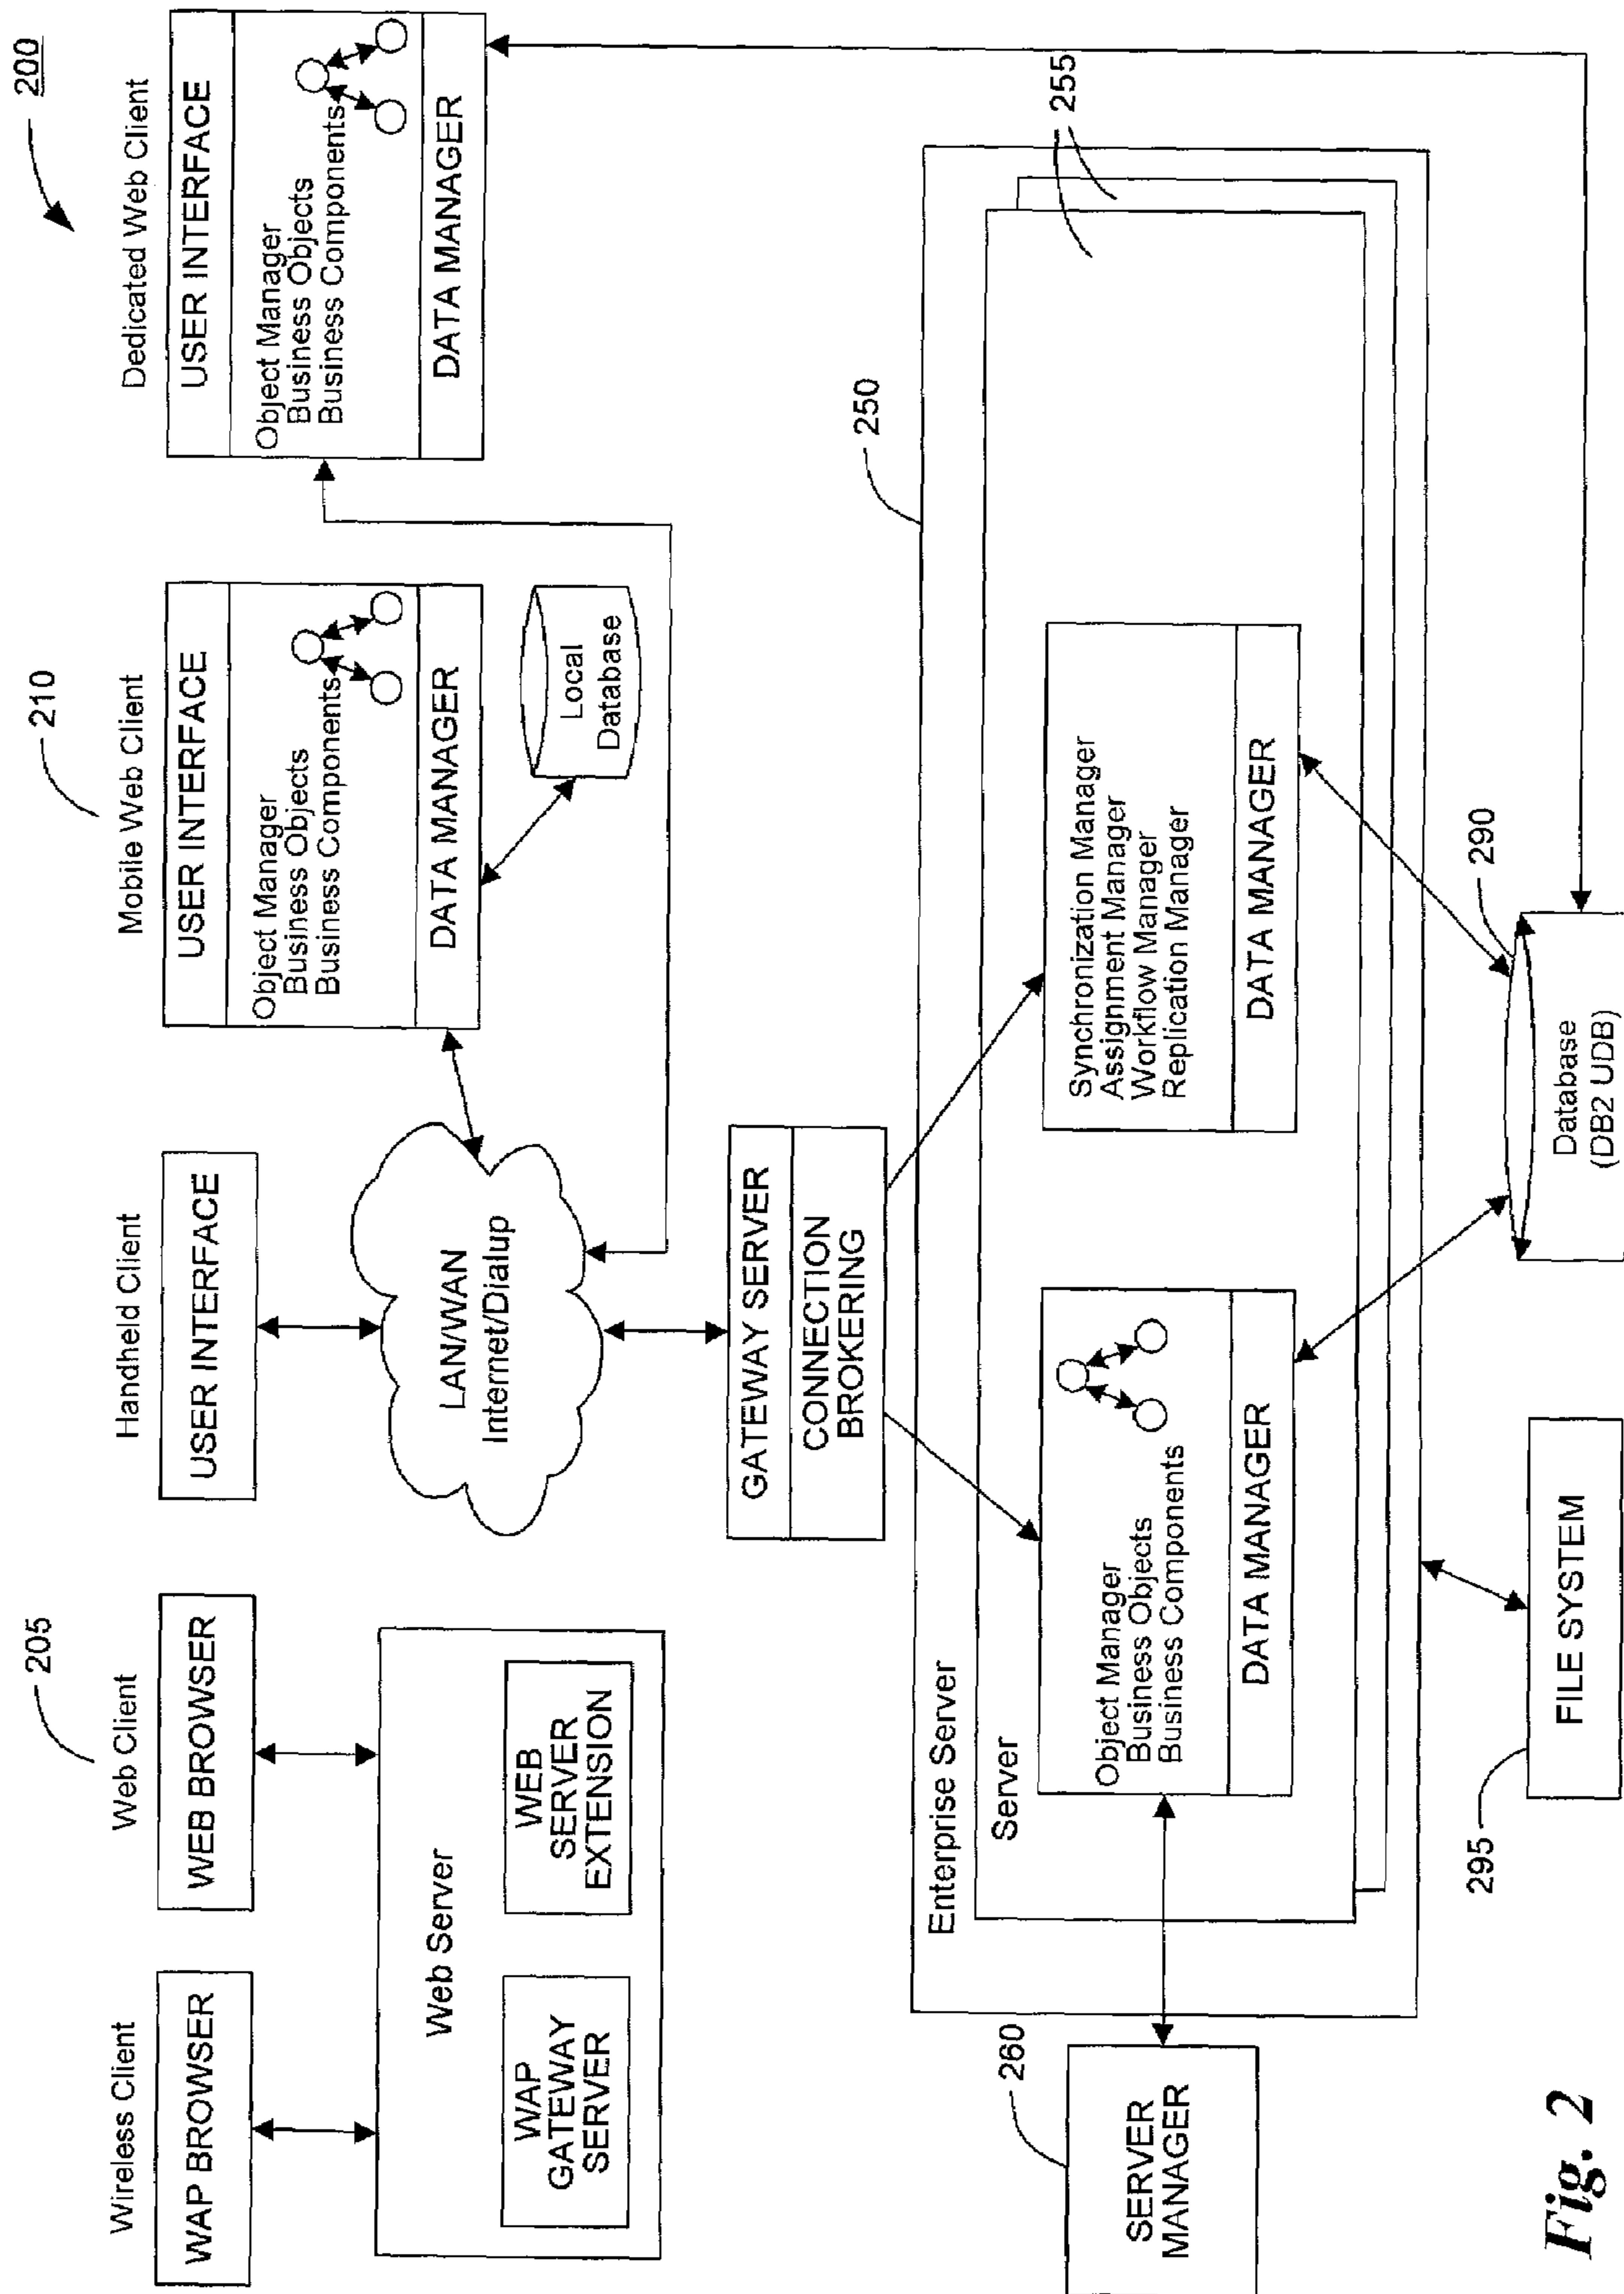 200
Wireless Client
WAP BROWSER
205
Web Client
WEB BROWSER
Handheld Client
USER INTERFACE
210
Mobile Web Client
USER INTERFACE
Object Manager
Business Objects
Business Components
DATA MANAGER
Dedicated Web Client
USER INTERFACE
Object Manager
Business Objects
Business Components
DATA MANAGER
Web Server
WAP
GATEWAY
SERVER
WEB
SERVER
EXTENSION
LAN/WAN
Internet/Dialup
Local
Database
GATEWAY SERVER
CONNECTION
BROKERING
250
255
Enterprise Server
Server
Object Manager
Business Objects
Business Components
DATA MANAGER
Synchronization Manager
Assignment Manager
Workflow Manager
Replication Manager
DATA MANAGER
260
SERVER
MANAGER
295
FILE SYSTEM
290
Database
(DB2 UDB)
Fig. 2